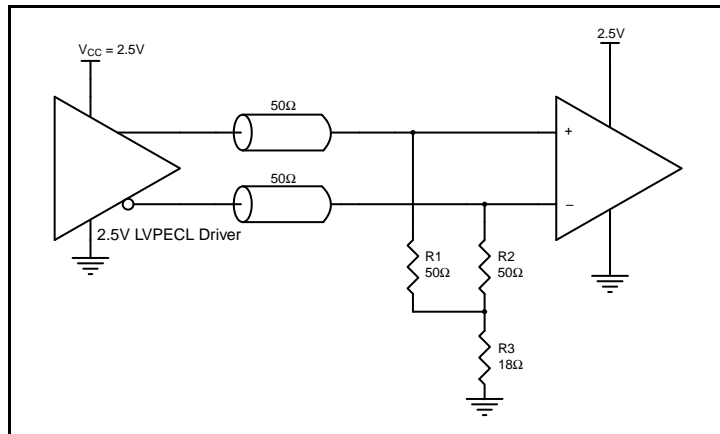 V_CC = 2.5V
2.5V
50Ω
50Ω
+
−
2.5V LVPECL Driver
R1
50Ω
R2
50Ω
R3
18Ω